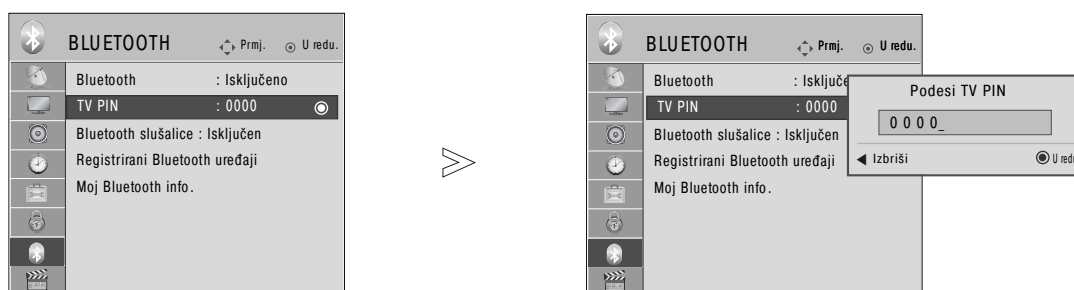 BLUETOOTH Prmj. U redu.
Bluetooth : Isključeno
TV PIN : 0000
Bluetooth slušalice : Isključen
Registrirani Bluetooth uređaji
Moj Bluetooth info.
BLUETOOTH Prmj. U redu.
Bluetooth : Isključe
TV PIN : 0000
Bluetooth slušalice : Isključen
Registrirani Bluetooth uređaji
Moj Bluetooth info.
Podesi TV PIN
0 0 0 0_
Izbriši U redu